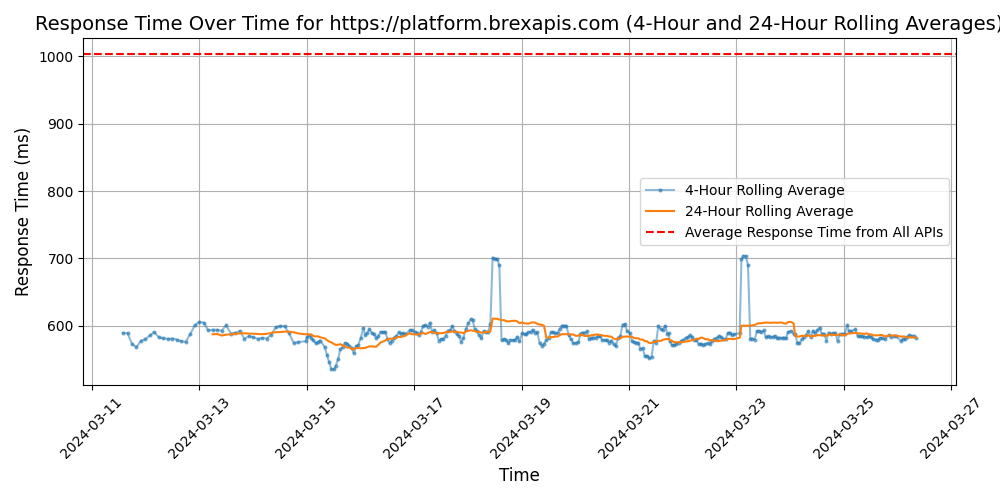 Response Time Over Time for https://platform.brexapis.com (4-Hour and 24-Hour Rolling Averages)
Response Time (ms)
1000
900
800
700
600
4-Hour Rolling Average
24-Hour Rolling Average
Average Response Time from All APIs
2024-03-11
2024-03-13
2024-03-15
2024-03-17
2024-03-19
2024-03-21
2024-03-23
2024-03-25
2024-03-27
Time